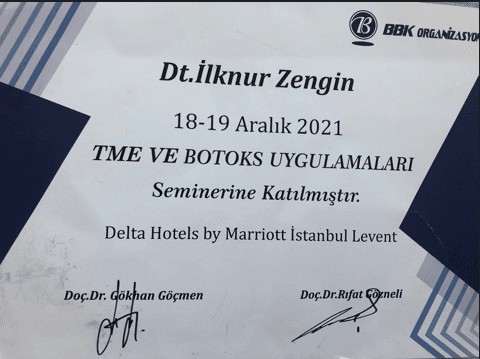 BBK ORGANİZASYON
Dt.İlknur Zengin
18-19 Aralık 2021
TME VE BOTOKS UYGULAMALARI
Seminerine Katılmıştır.
Delta Hotels by Marriott İstanbul Levent
Doç.Dr. Gökhan Göçmen
Doç.Dr.Rıfat Gözneli